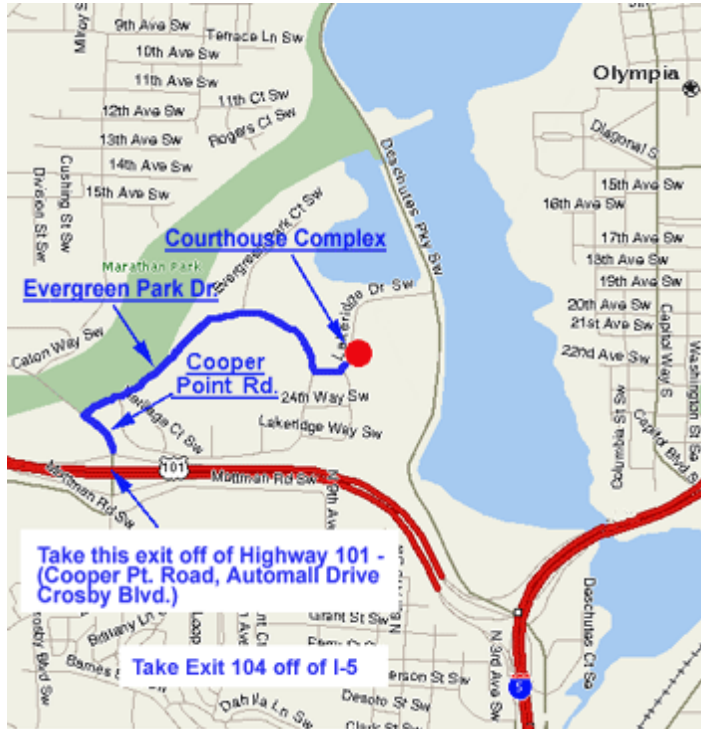 9th Ave Sw
Terrace Ln Sw
10th Ave Sw
11th Ave Sw
11th Ct Sw
Olympia
12th Ave Sw
Rogers Ct Sw
13th Ave Sw
Diagonal S
14th Ave Sw
15th Ave Sw
Cushing St Sw
Division St Sw
Deschutes Pky Sw
15th Ave Sw
16th Ave Sw
17th Ave Sw
18th Ave Sw
19th Ave Sw
20th Ave Sw
21st Ave Sw
22nd Ave Sw
Capitol Way S
Washington St Se
Columbia St Sw
Capitol Blvd S
Courthouse Complex
Evergreen Park Ct Sw
Marathan Park
Evergreen Park Dr.
Lakeridge Dr Sw
Caton Way Sw
Cooper
Point Rd.
24th Way Sw
Lakeridge Way Sw
101
Mottman Rd Sw
Mottman Rd Sw
Take this exit off of Highway 101 -
(Cooper Pt. Road, Automall Drive
Crosby Blvd.)
Deschutes Ct Se
Grant St Sw
N 3rd Ave Sw
Take Exit 104 off of I-5
5
Dahlia Ln Sw
Desoto St Sw
Clark St Sw